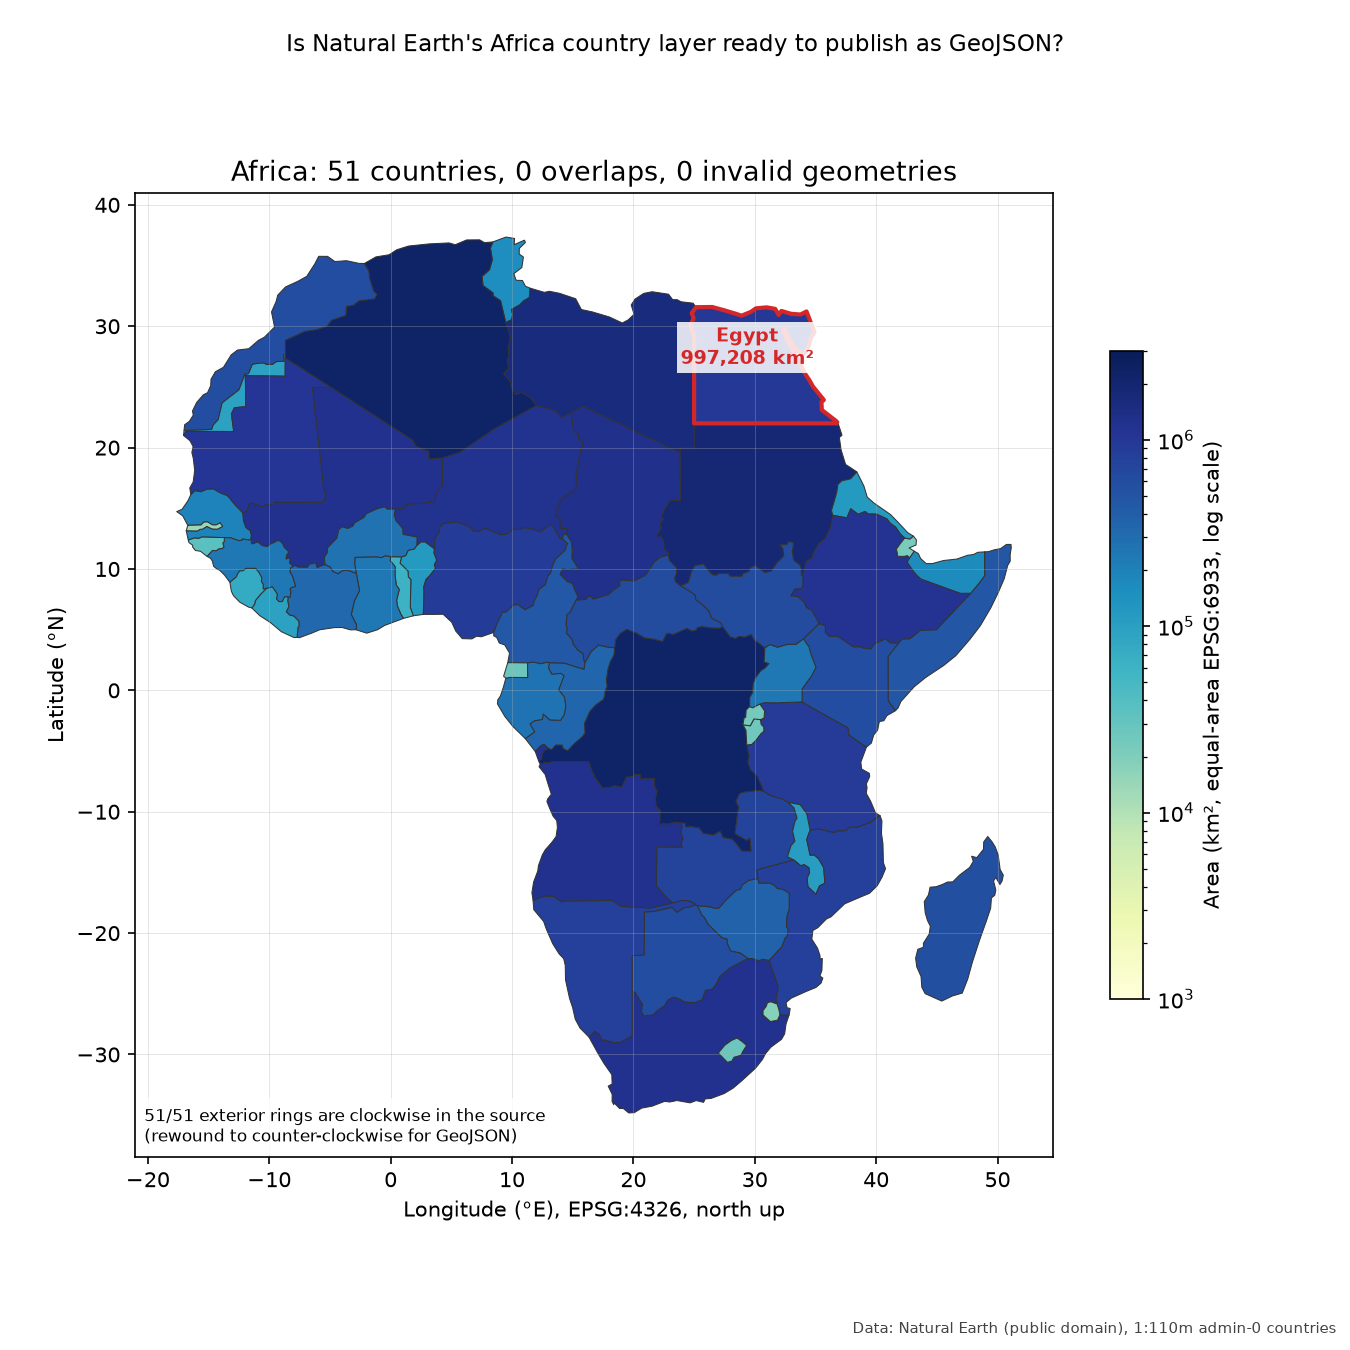 Is Natural Earth's Africa country layer ready to publish as GeoJSON?
Africa: 51 countries, 0 overlaps, 0 invalid geometries
40
30
20
10
0
−10
−20
−30
Latitude (°N)
Egypt
997,208 km²
51/51 exterior rings are clockwise in the source
(rewound to counter-clockwise for GeoJSON)
−20 −10 0 10 20 30 40 50
Longitude (°E), EPSG:4326, north up
10⁶
10⁵
10⁴
10³
Area (km², equal-area EPSG:6933, log scale)
Data: Natural Earth (public domain), 1:110m admin-0 countries